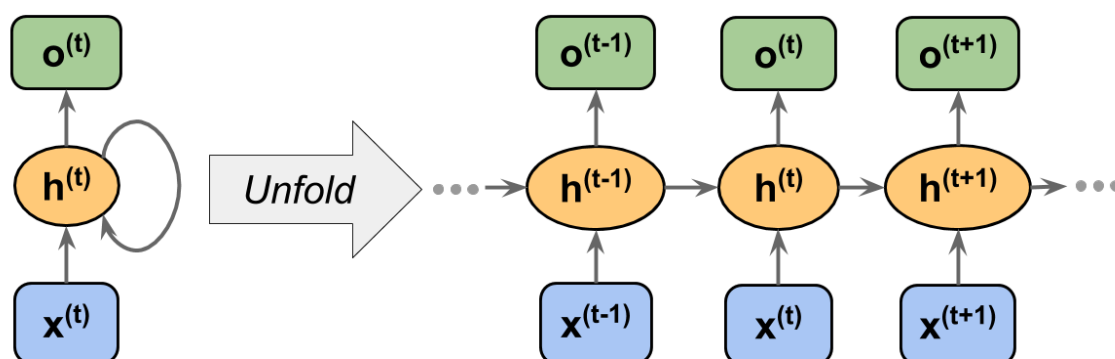 o(t) o(t-1) o(t) o(t+1)
h(t) Unfold h(t-1) h(t) h(t+1)
x(t) x(t-1) x(t) x(t+1)